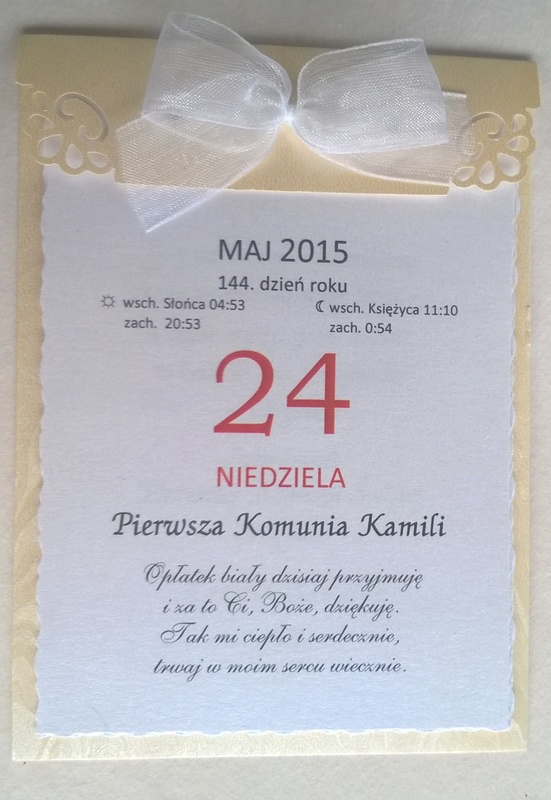 MAJ 2015
144. dzień roku
☼ wsch. Słońca 04:53
zach. 20:53
☾ wsch. Księżyca 11:10
zach. 0:54
24
NIEDZIELA
Pierwsza Komunia Kamili
Opłatek biały dzisiaj przyjmuję
i za to Ci, Boże, dziękuję.
Tak mi ciepło i serdecznie,
trwaj w moim sercu wiecznie.